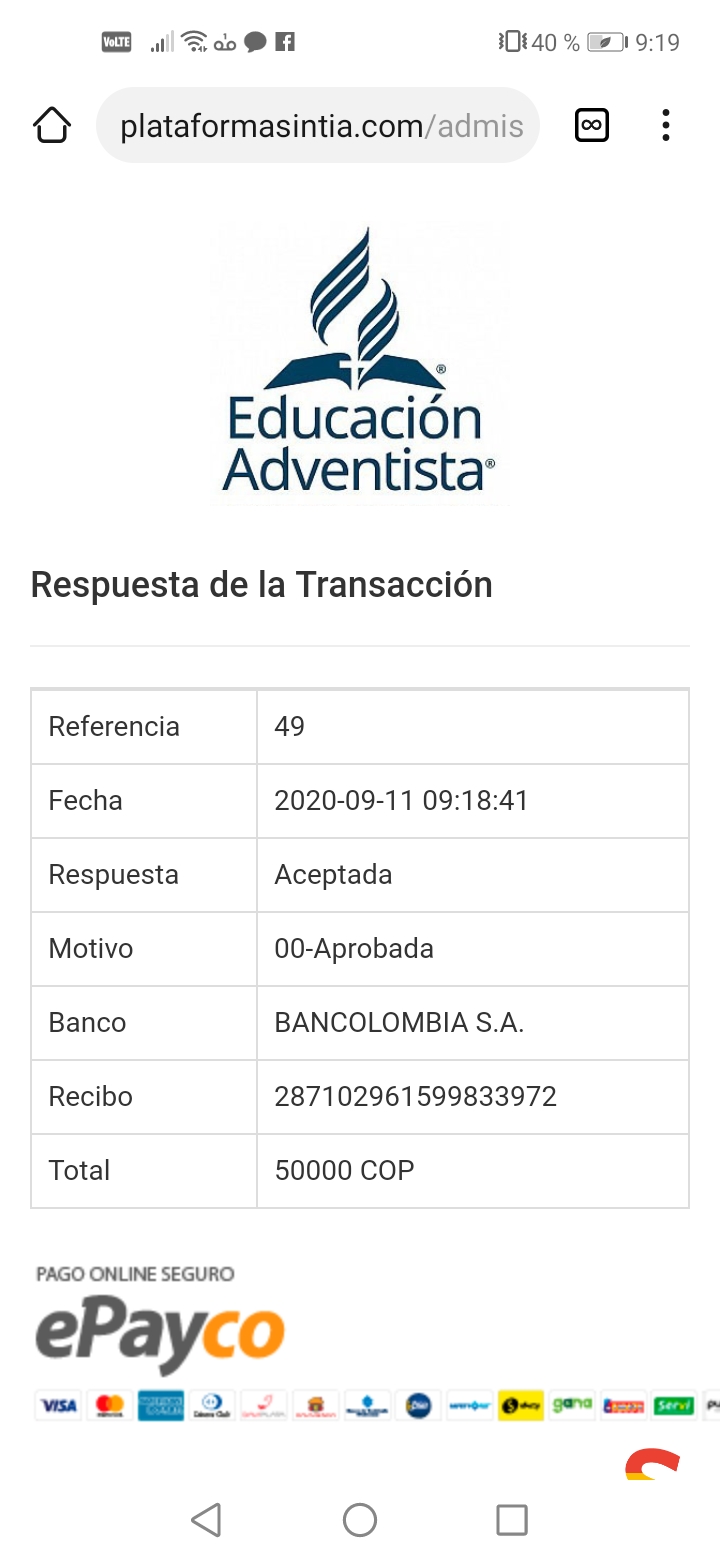 VoLTE 40 % 9:19
plataformasintia.com/admis
Educación
Adventista®
Respuesta de la Transacción
Referencia 49
Fecha 2020-09-11 09:18:41
Respuesta Aceptada
Motivo 00-Aprobada
Banco BANCOLOMBIA S.A.
Recibo 287102961599833972
Total 50000 COP
PAGO ONLINE SEGURO
ePayco
VISA gana